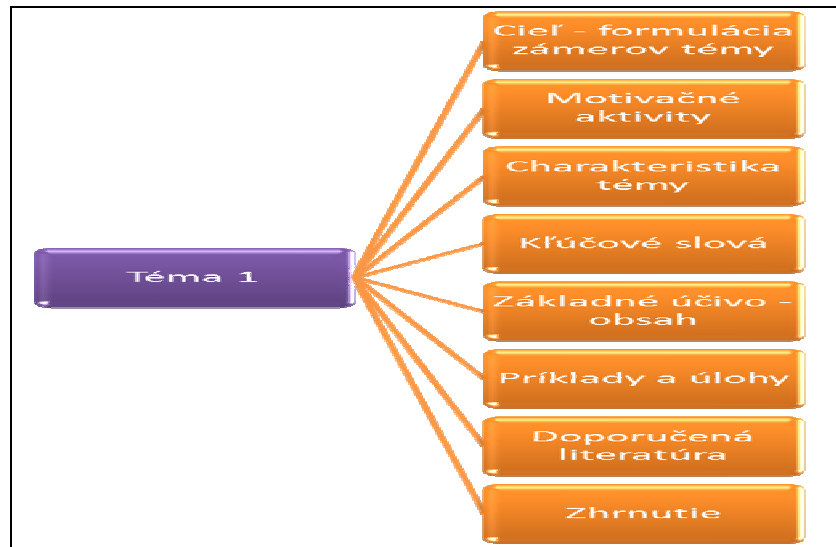 Cieľ - formulácia
zámerov témy
Motivačné
aktivity
Charakteristika
témy
Kľúčové slová
Téma 1
Základné účivo -
obsah
Príklady a úlohy
Doporučená
literatúra
Zhrnutie